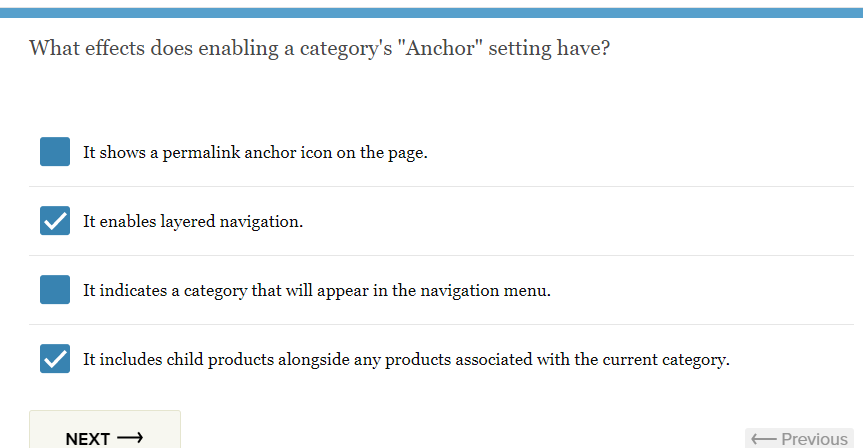 What effects does enabling a category's "Anchor" setting have?
It shows a permalink anchor icon on the page.
It enables layered navigation.
It indicates a category that will appear in the navigation menu.
It includes child products alongside any products associated with the current category.
NEXT ⟶
⟵ Previous